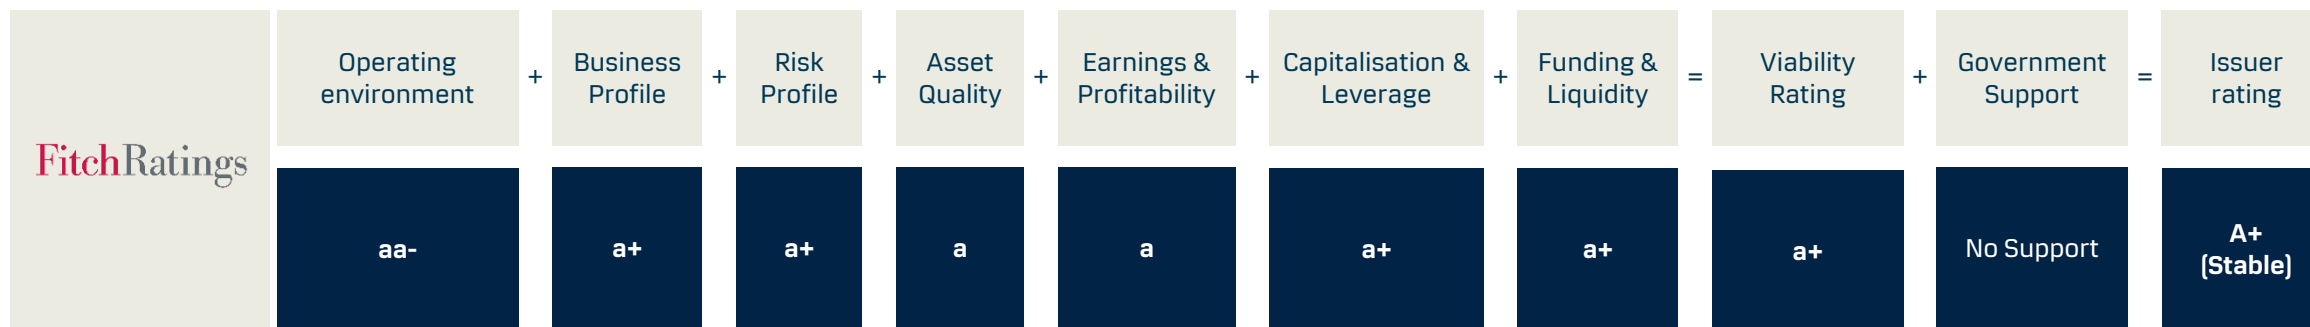 FitchRatings
Operating
environment
+
Business
Profile
+
Risk
Profile
+
Asset
Quality
+
Earnings &
Profitability
+
Capitalisation &
Leverage
+
Funding &
Liquidity
=
Viability
Rating
+
Government
Support
=
Issuer
rating
aa-
a+
a+
a
a
a+
a+
a+
No Support
A+
(Stable)